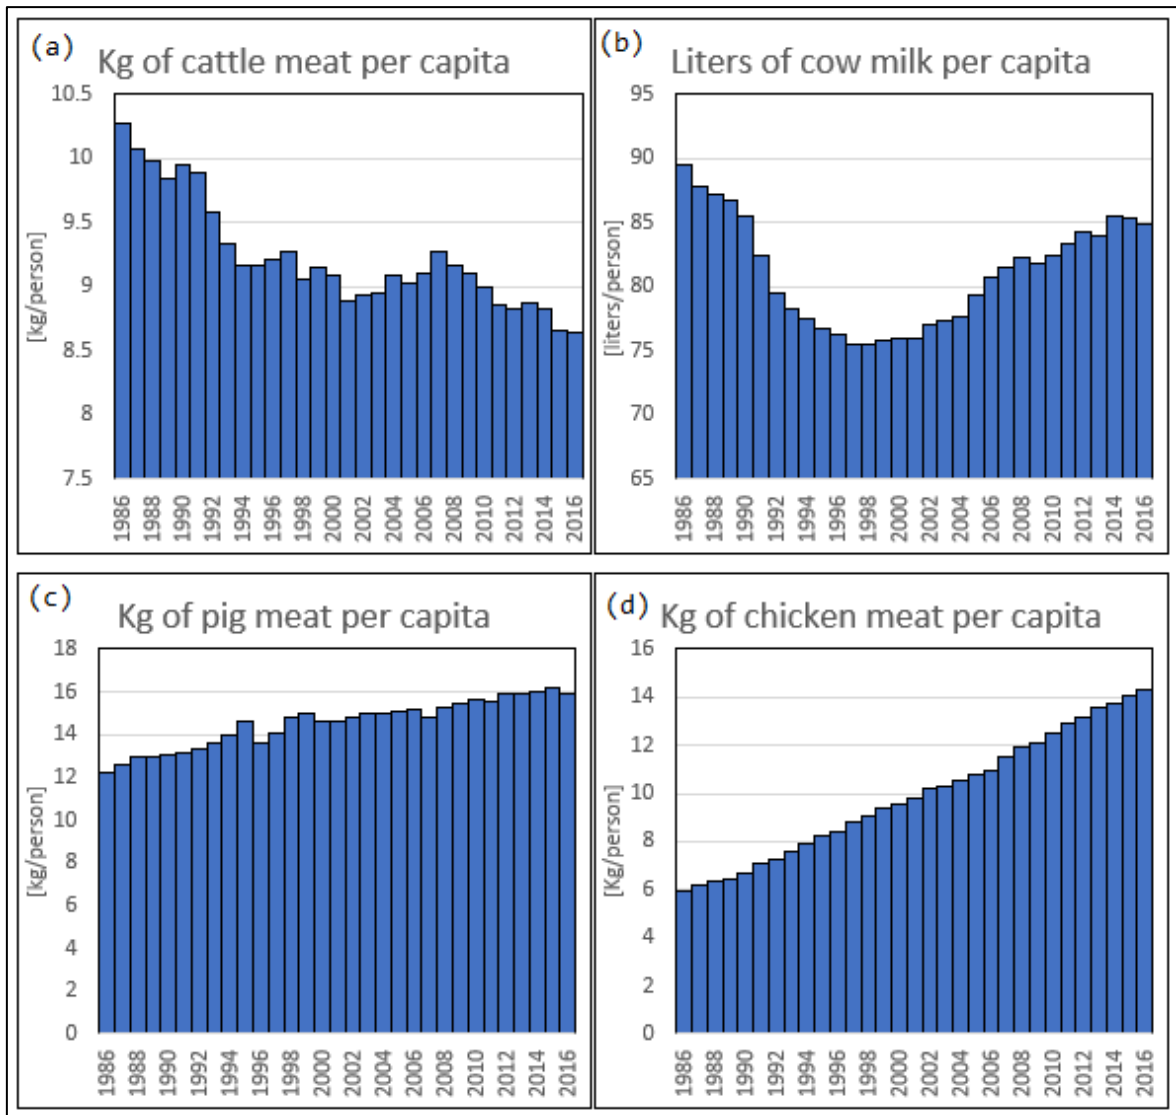 (a)
Kg of cattle meat per capita
10.5
10
9.5
9
8.5
8
7.5
[kg/person]
1986 1988 1990 1992 1994 1996 1998 2000 2002 2004 2006 2008 2010 2012 2014 2016
(b)
Liters of cow milk per capita
95
90
85
80
75
70
65
[liters/person]
1986 1988 1990 1992 1994 1996 1998 2000 2002 2004 2006 2008 2010 2012 2014 2016
(c)
Kg of pig meat per capita
18
16
14
12
10
8
6
4
2
0
[kg/person]
1986 1988 1990 1992 1994 1996 1998 2000 2002 2004 2006 2008 2010 2012 2014 2016
(d)
Kg of chicken meat per capita
16
14
12
10
8
6
4
2
0
[Kg/person]
1986 1988 1990 1992 1994 1996 1998 2000 2002 2004 2006 2008 2010 2012 2014 2016